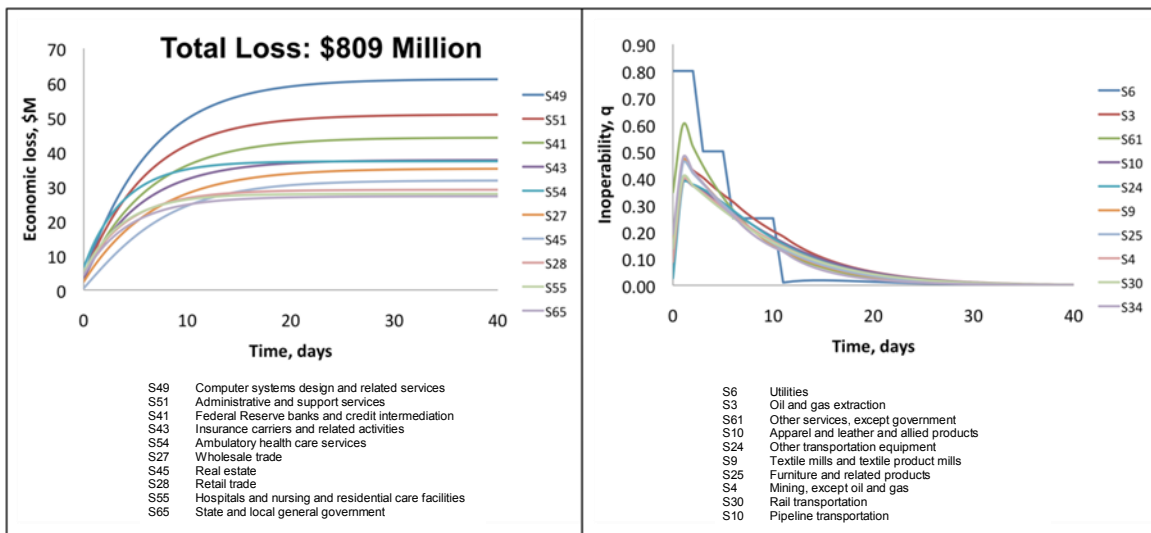 Total Loss: $809 Million
Economic loss, $M
70
60
50
40
30
20
10
0
0 10 20 30 40
Time, days
S49
S51
S41
S43
S54
S27
S45
S28
S55
S65
S49 Computer systems design and related services
S51 Administrative and support services
S41 Federal Reserve banks and credit intermediation
S43 Insurance carriers and related activities
S54 Ambulatory health care services
S27 Wholesale trade
S45 Real estate
S28 Retail trade
S55 Hospitals and nursing and residential care facilities
S65 State and local general government
Inoperability, q
0.90
0.80
0.70
0.60
0.50
0.40
0.30
0.20
0.10
0.00
0 10 20 30 40
Time, days
S6
S3
S61
S10
S24
S9
S25
S4
S30
S34
S6 Utilities
S3 Oil and gas extraction
S61 Other services, except government
S10 Apparel and leather and allied products
S24 Other transportation equipment
S9 Textile mills and textile product mills
S25 Furniture and related products
S4 Mining, except oil and gas
S30 Rail transportation
S10 Pipeline transportation